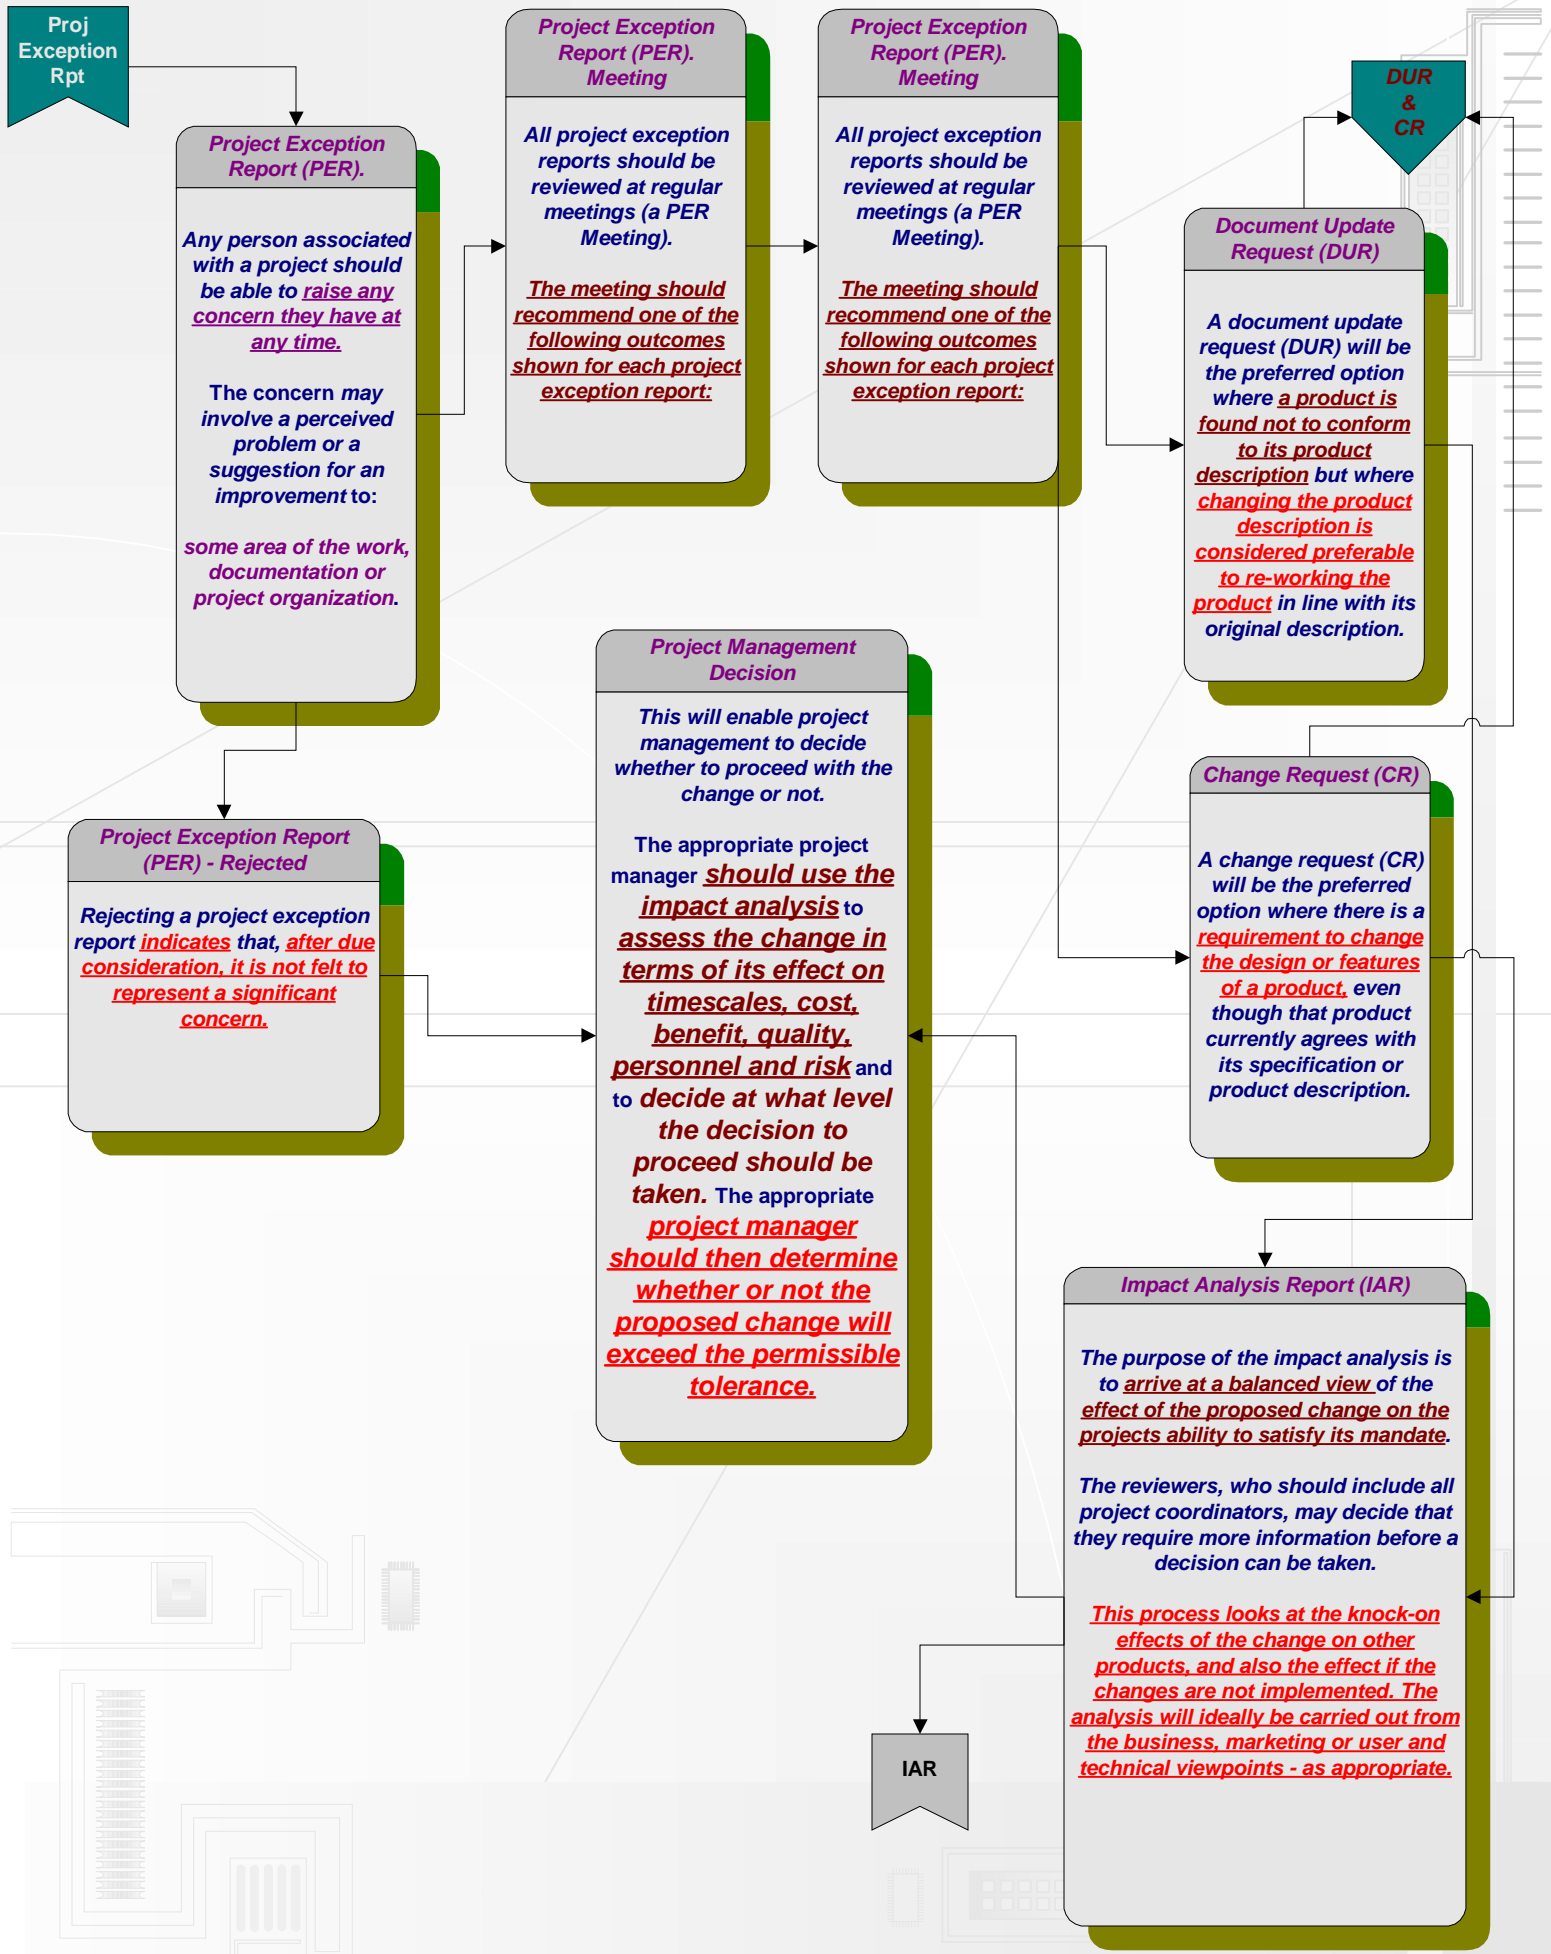 Proj
Exception
Rpt
Project Exception
Report (PER).
Any person associated
with a project should
be able to raise any
concern they have at
any time.
The concern may
involve a perceived
problem or a
suggestion for an
improvement to:
some area of the work,
documentation or
project organization.
Project Exception
Report (PER).
Meeting
All project exception
reports should be
reviewed at regular
meetings (a PER
Meeting).
The meeting should
recommend one of the
following outcomes
shown for each project
exception report:
Project Exception
Report (PER).
Meeting
All project exception
reports should be
reviewed at regular
meetings (a PER
Meeting).
The meeting should
recommend one of the
following outcomes
shown for each project
exception report:
DUR
&
CR
Document Update
Request (DUR)
A document update
request (DUR) will be
the preferred option
where a product is
found not to conform
to its product
description but where
changing the product
description is
considered preferable
to re-working the
product in line with its
original description.
Project Exception Report
(PER) - Rejected
Rejecting a project exception
report indicates that, after due
consideration, it is not felt to
represent a significant
concern.
Project Management
Decision
This will enable project
management to decide
whether to proceed with the
change or not.
The appropriate project
manager should use the
impact analysis to
assess the change in
terms of its effect on
timescales, cost,
benefit, quality,
personnel and risk and
to decide at what level
the decision to
proceed should be
taken. The appropriate
project manager
should then determine
whether or not the
proposed change will
exceed the permissible
tolerance.
Change Request (CR)
A change request (CR)
will be the preferred
option where there is a
requirement to change
the design or features
of a product, even
though that product
currently agrees with
its specification or
product description.
Impact Analysis Report (IAR)
The purpose of the impact analysis is
to arrive at a balanced view of the
effect of the proposed change on the
projects ability to satisfy its mandate.
The reviewers, who should include all
project coordinators, may decide that
they require more information before a
decision can be taken.
This process looks at the knock-on
effects of the change on other
products, and also the effect if the
changes are not implemented. The
analysis will ideally be carried out from
the business, marketing or user and
technical viewpoints - as appropriate.
IAR